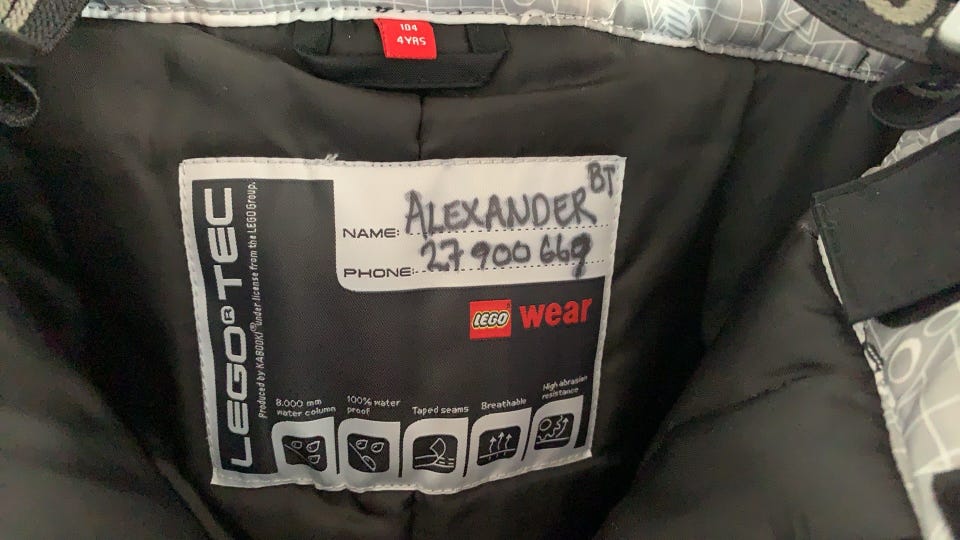 104
4YRS
BT
NAME: ALEXANDER
PHONE: 27 900 669
LEGO® TEC
Produced by KABOOKI® under license from the LEGO Group.
LEGO wear
8.000 mm
water column
100% water
proof
Taped seams
Breathable
High abrasion
resistance